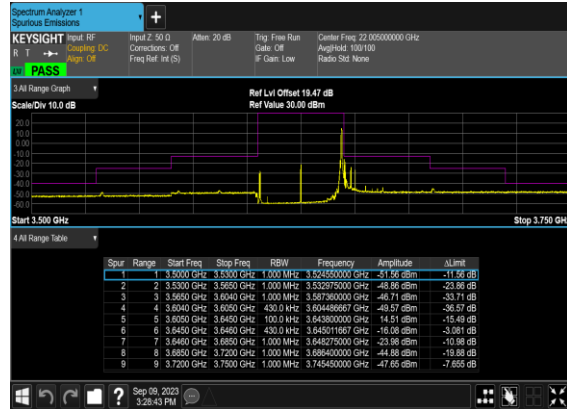 Spectrum Analyzer 1
Spurious Emissions
+
KEYSIGHT Input: RF
R T Coupling: DC
Align: Off
Input Z: 50 Ω
Corrections: Off
Freq Ref: Int (S)
Atten: 20 dB
Trig: Free Run
Gate: Off
IF Gain: Low
Center Freq: 22.005000000 GHz
Avg|Hold: 100/100
Radio Std: None
PASS
3 All Range Graph
Ref Lvl Offset 19.47 dB
Scale/Div 10.0 dB
Ref Value 30.00 dBm
20.0
10.0
0.00
-10.0
-20.0
-30.0
-40.0
-50.0
-60.0
Start 3.500 GHz
Stop 3.750 GHz
4 All Range Table
Spur Range Start Freq Stop Freq RBW Frequency Amplitude ΔLimit
1 1 3.5000 GHz 3.5300 GHz 1.000 MHz 3.524550000 GHz -51.56 dBm -11.56 dB
2 2 3.5300 GHz 3.5650 GHz 1.000 MHz 3.532975000 GHz -48.86 dBm -23.86 dB
3 3 3.5650 GHz 3.6040 GHz 1.000 MHz 3.587360000 GHz -46.71 dBm -33.71 dB
4 4 3.6040 GHz 3.6050 GHz 430.0 kHz 3.604486667 GHz -49.57 dBm -36.57 dB
5 5 3.6050 GHz 3.6450 GHz 100.0 kHz 3.643800000 GHz 14.51 dBm -15.49 dB
6 6 3.6450 GHz 3.6460 GHz 430.0 kHz 3.645011667 GHz -16.08 dBm -3.081 dB
7 7 3.6460 GHz 3.6850 GHz 1.000 MHz 3.648275000 GHz -23.98 dBm -10.98 dB
8 8 3.6850 GHz 3.7200 GHz 1.000 MHz 3.686400000 GHz -44.88 dBm -19.88 dB
9 9 3.7200 GHz 3.7500 GHz 1.000 MHz 3.745450000 GHz -47.65 dBm -7.655 dB
?
Sep 09, 2023
3:28:43 PM